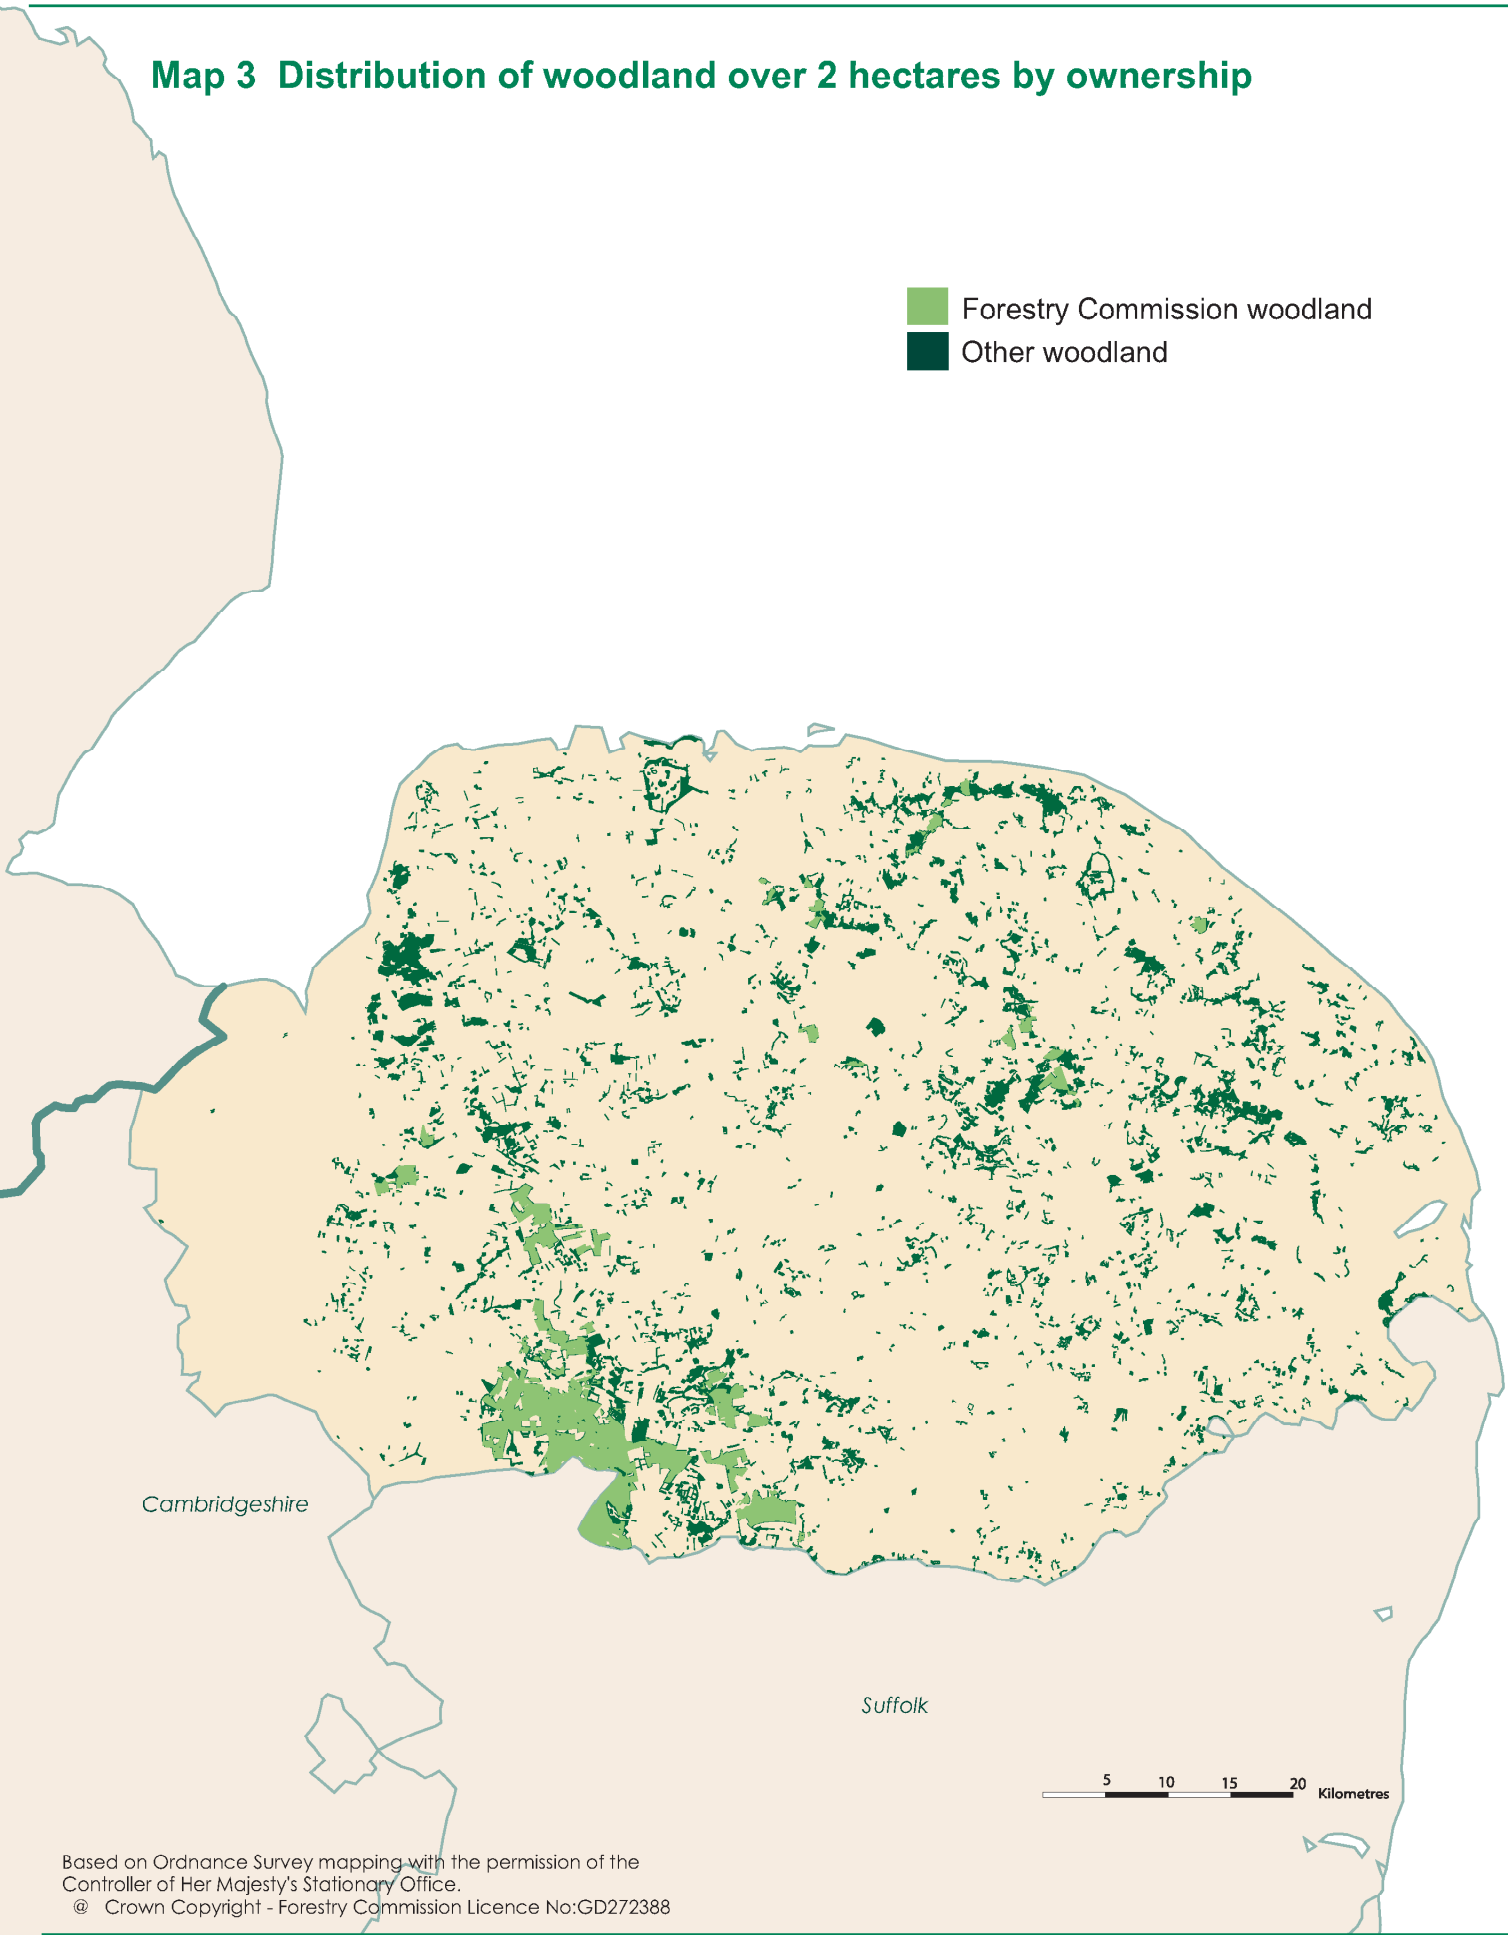 Map 3  Distribution of woodland over 2 hectares by ownership
Forestry Commission woodland
Other woodland
Cambridgeshire
Suffolk
5 10 15 20 Kilometres
Based on Ordnance Survey mapping with the permission of the
Controller of Her Majesty's Stationary Office.
@ Crown Copyright - Forestry Commission Licence No:GD272388